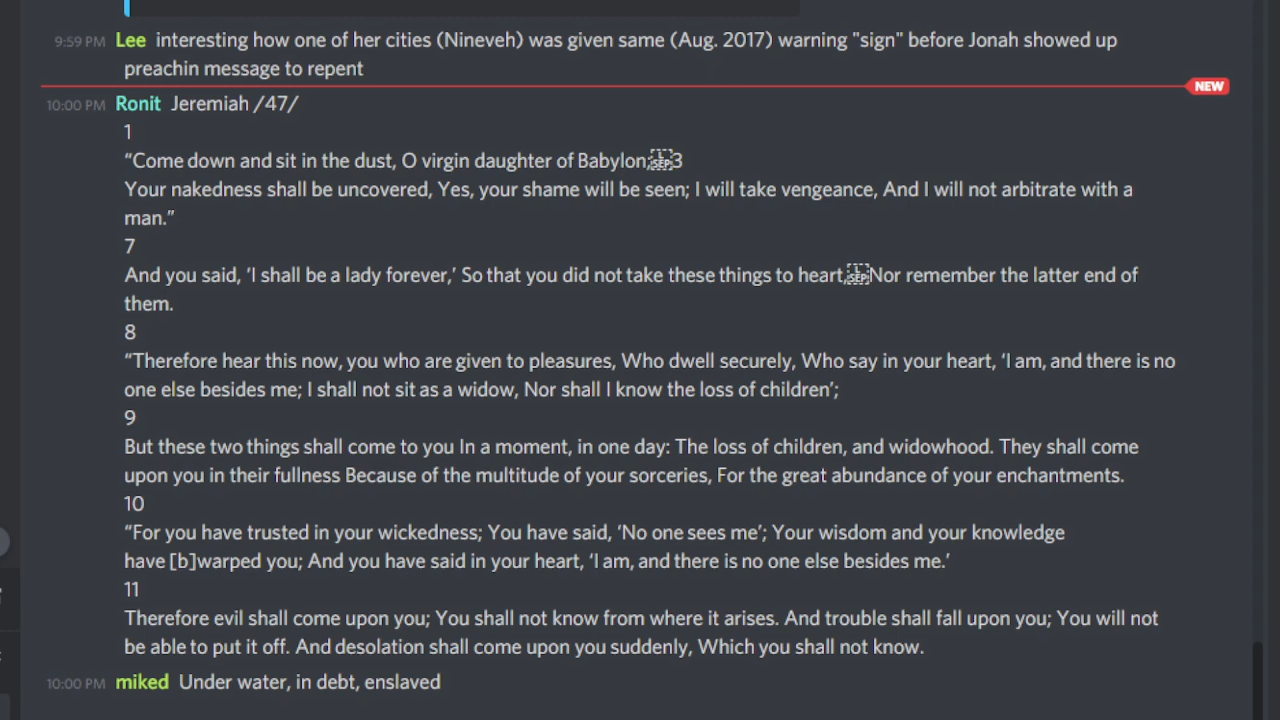 9:59 PM Lee interesting how one of her cities (Nineveh) was given same (Aug. 2017) warning "sign" before Jonah showed up
preachin message to repent
NEW
10:00 PM Ronit Jeremiah /47/
1
“Come down and sit in the dust, O virgin daughter of Babylon;LSEP3
Your nakedness shall be uncovered, Yes, your shame will be seen; I will take vengeance, And I will not arbitrate with a
man.”
7
And you said, ‘I shall be a lady forever,’ So that you did not take these things to heart,LSEPNor remember the latter end of
them.
8
“Therefore hear this now, you who are given to pleasures, Who dwell securely, Who say in your heart, ‘I am, and there is no
one else besides me; I shall not sit as a widow, Nor shall I know the loss of children’;
9
But these two things shall come to you In a moment, in one day: The loss of children, and widowhood. They shall come
upon you in their fullness Because of the multitude of your sorceries, For the great abundance of your enchantments.
10
“For you have trusted in your wickedness; You have said, ‘No one sees me’; Your wisdom and your knowledge
have [b]warped you; And you have said in your heart, ‘I am, and there is no one else besides me.’
11
Therefore evil shall come upon you; You shall not know from where it arises. And trouble shall fall upon you; You will not
be able to put it off. And desolation shall come upon you suddenly, Which you shall not know.
10:00 PM miked Under water, in debt, enslaved